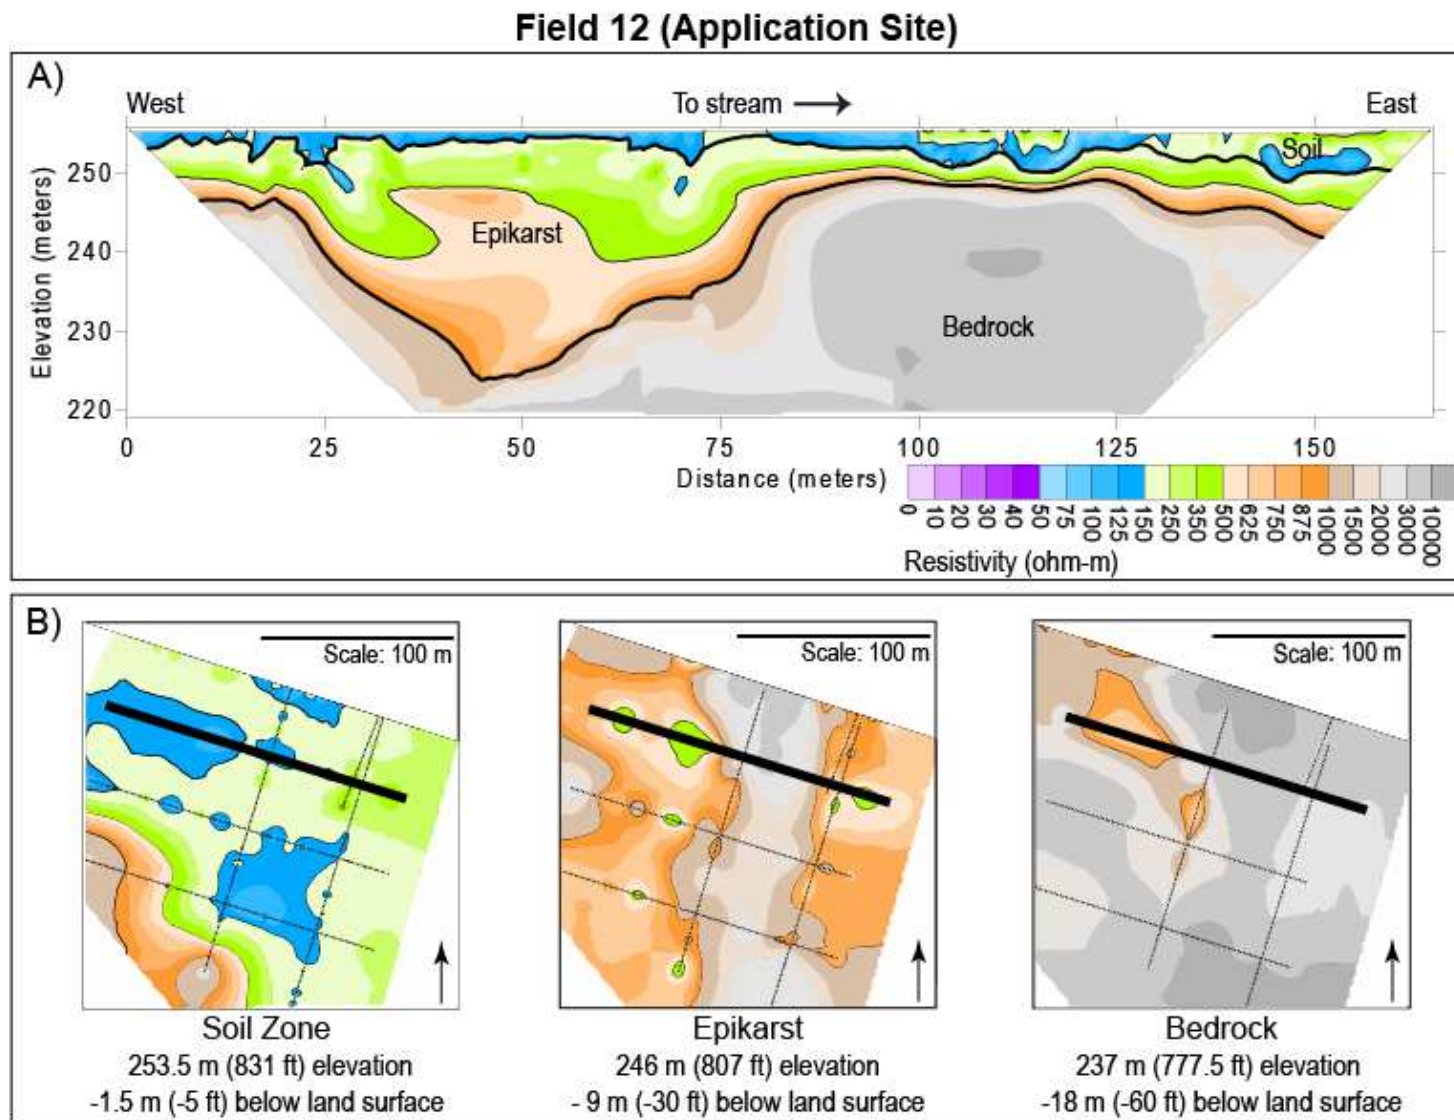 Field 12 (Application Site)
A)
West
To stream
East
Soil
Epikarst
Bedrock
Elevation (meters)
250
240
230
220
0
25
50
75
100
125
150
Distance (meters)
0 10 20 30 40 50 75 100 125 150 250 350 500 625 750 875 1000 1500 2000 3000 10000
Resistivity (ohm-m)
B)
Scale: 100 m
Scale: 100 m
Scale: 100 m
Soil Zone
253.5 m (831 ft) elevation
-1.5 m (-5 ft) below land surface
Epikarst
246 m (807 ft) elevation
- 9 m (-30 ft) below land surface
Bedrock
237 m (777.5 ft) elevation
-18 m (-60 ft) below land surface